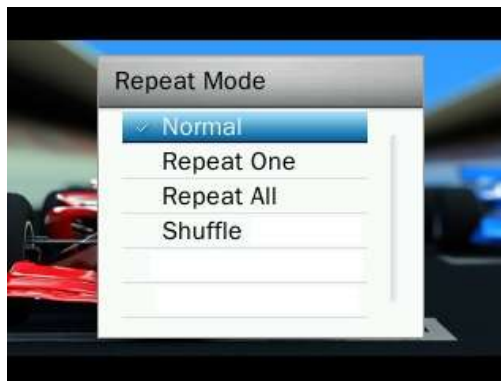 Repeat Mode
Normal
Repeat One
Repeat All
Shuffle